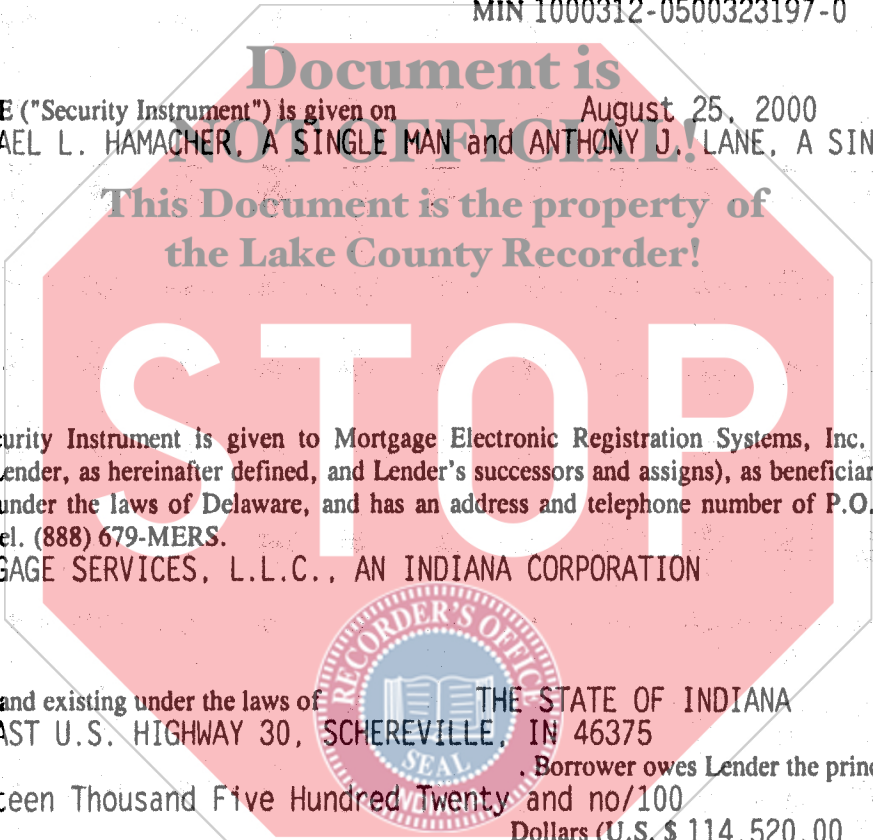 MIN 1000312-0500323197-0
Document is
E ("Security Instrument") is given on August 25, 2000
AEL L. HAMACHER, A SINGLE MAN and ANTHONY J. LANE, A SIN
NOT OFFICIAL!
This Document is the property of
the Lake County Recorder!
STOP
curity Instrument is given to Mortgage Electronic Registration Systems, Inc.
Lender, as hereinafter defined, and Lender's successors and assigns), as beneficiar
under the laws of Delaware, and has an address and telephone number of P.O.
el. (888) 679-MERS.
GAGE SERVICES, L.L.C., AN INDIANA CORPORATION
RECORDER'S OFFICE
and existing under the laws of THE STATE OF INDIANA
AST U.S. HIGHWAY 30, SCHEREVILLE, IN 46375
SEAL
. Borrower owes Lender the princ
teen Thousand Five Hundred Twenty and no/100
Dollars (U.S. $ 114,520.00